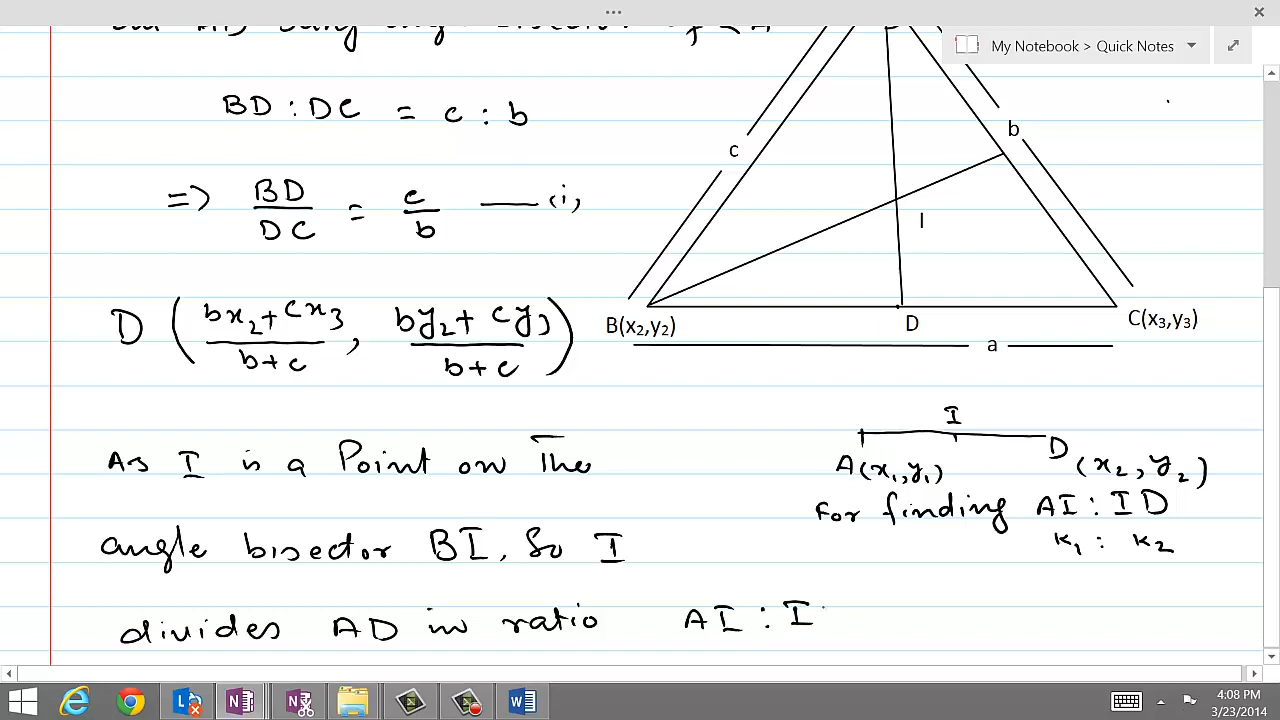 My Notebook > Quick Notes
BD : DC = c : b
=> BD/DC = c/b — (i)
c
b
I
D ( (bx₂+cx₃)/(b+c), (by₂+cy₃)/(b+c) )
B(x₂,y₂)
D
C(x₃,y₃)
a
I
D
A(x₁,y₁) (x₂,y₂)
For finding AI : ID
K₁ : K₂
As I is a Point on The
angle bisector BI, So I
divides AD in ratio AI : I
4:08 PM
3/23/2014